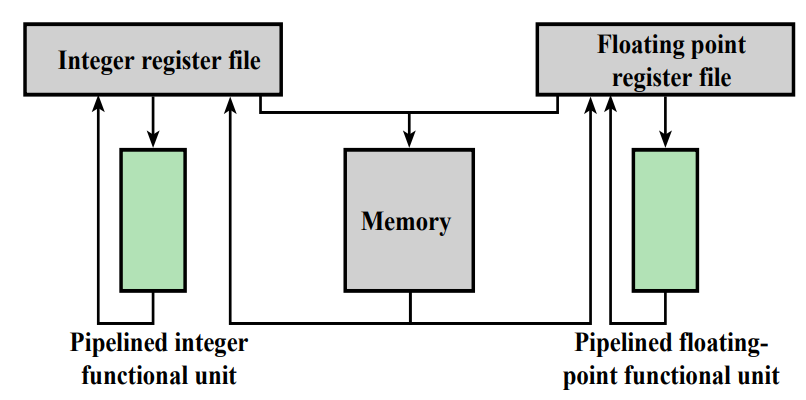 Integer register file
Floating point
register file
Memory
Pipelined integer
functional unit
Pipelined floating-
point functional unit